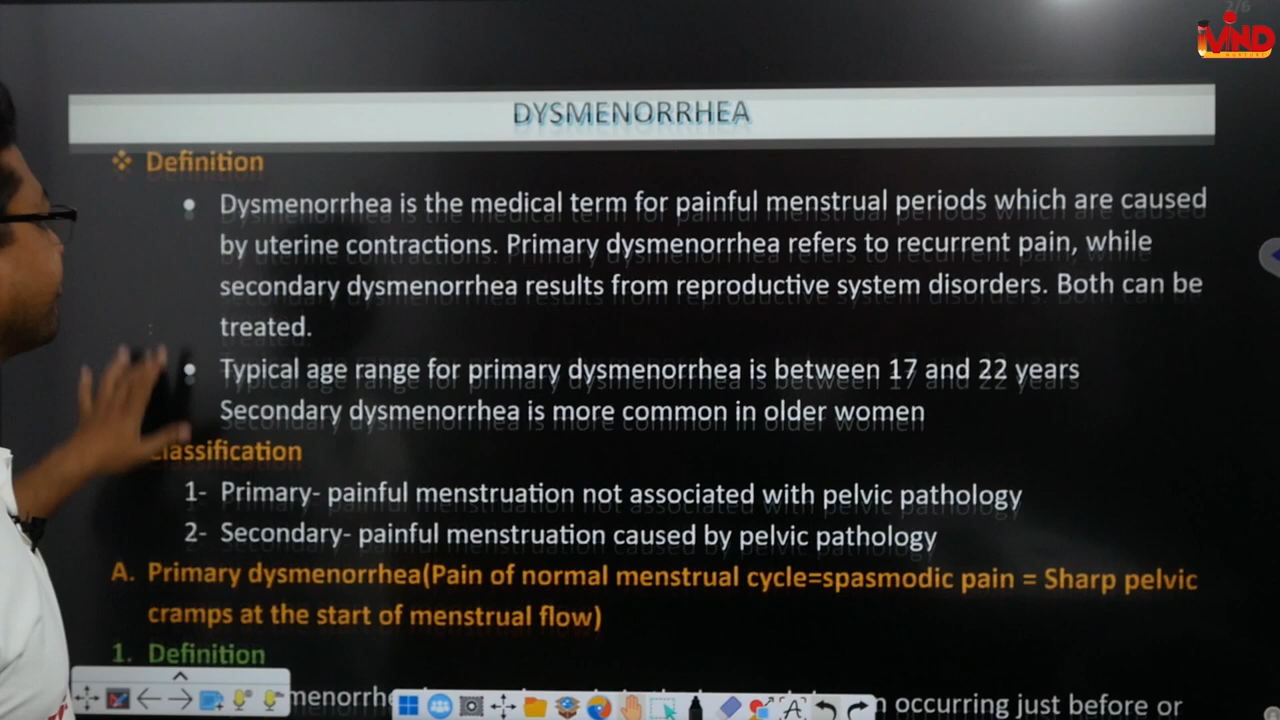 2/6
MIND
DYSMENORRHEA
❖ Definition
• Dysmenorrhea is the medical term for painful menstrual periods which are caused
by uterine contractions. Primary dysmenorrhea refers to recurrent pain, while
secondary dysmenorrhea results from reproductive system disorders. Both can be
treated.
• Typical age range for primary dysmenorrhea is between 17 and 22 years
Secondary dysmenorrhea is more common in older women
Classification
1- Primary- painful menstruation not associated with pelvic pathology
2- Secondary- painful menstruation caused by pelvic pathology
A. Primary dysmenorrhea(Pain of normal menstrual cycle=spasmodic pain = Sharp pelvic
cramps at the start of menstrual flow)
1. Definition
occurring just before or